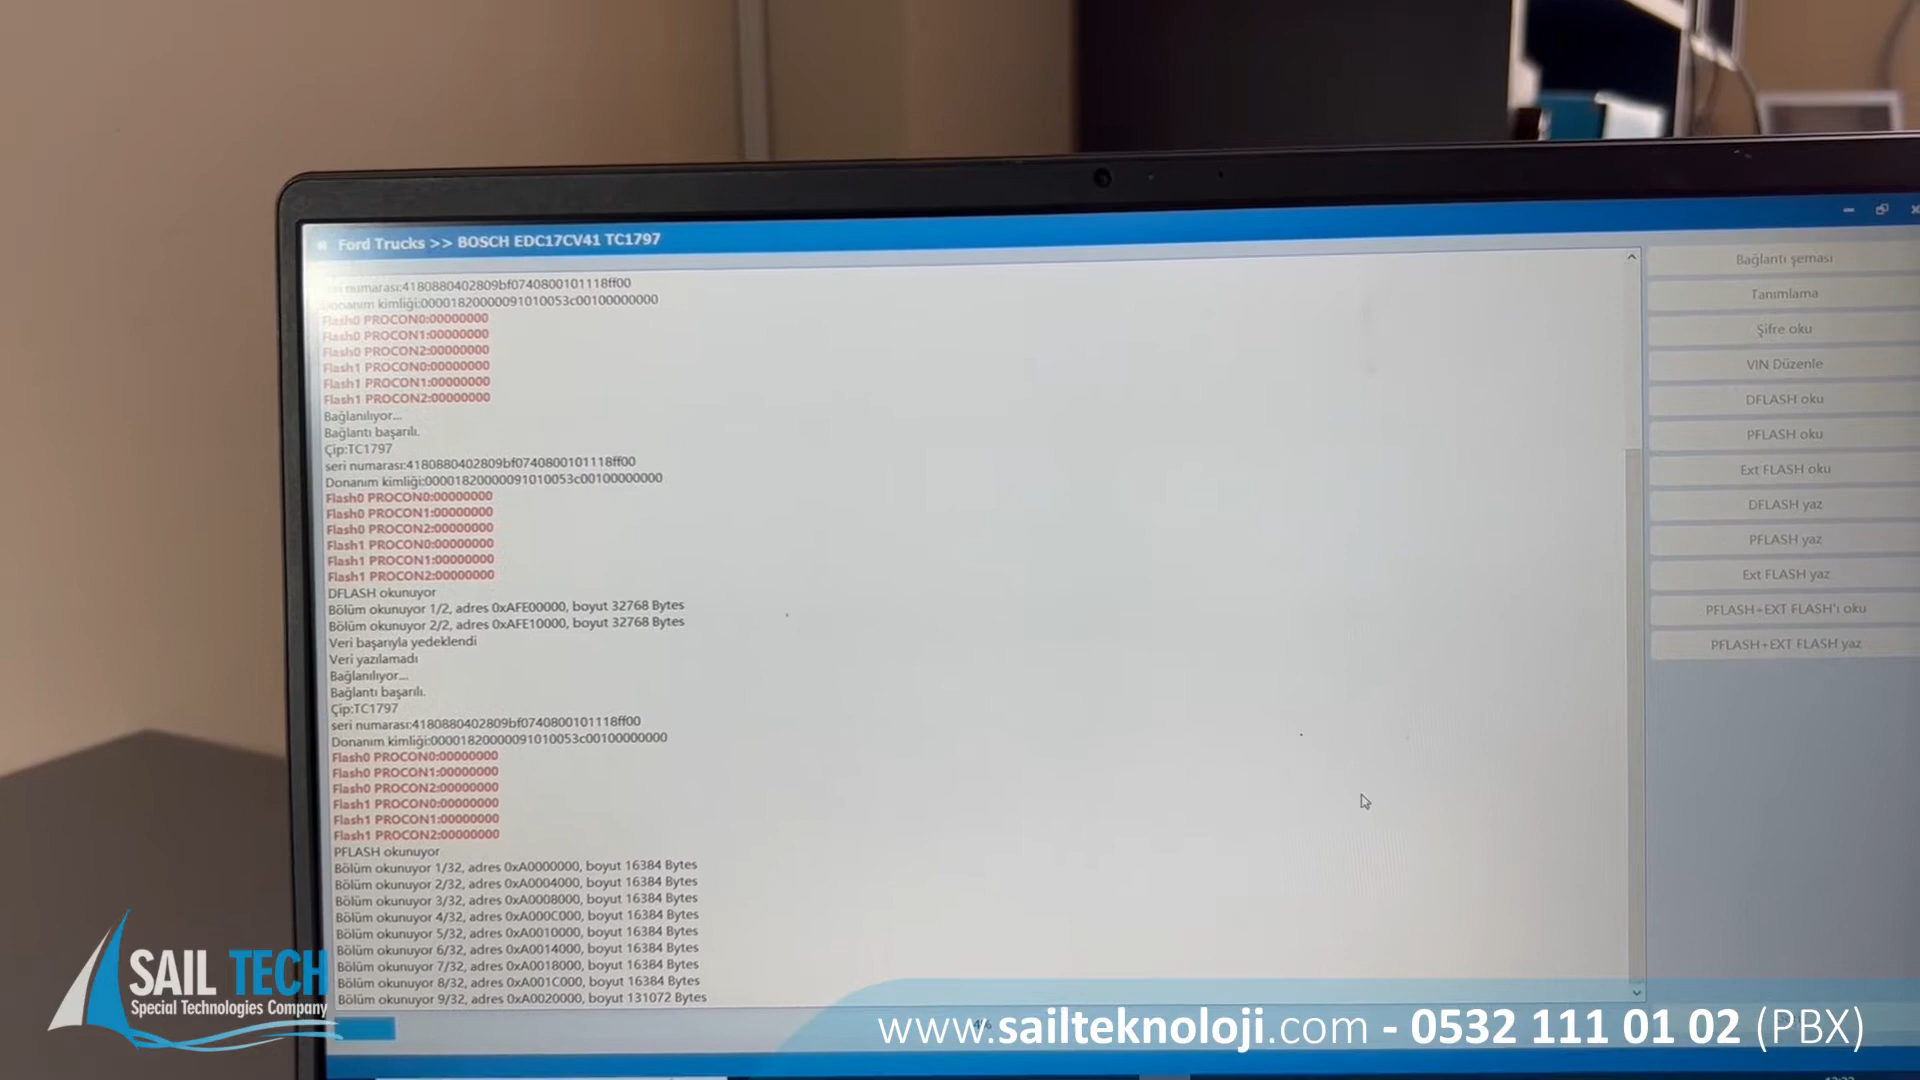 Ford Trucks >> BOSCH EDC17CV41 TC1797
numarası:4180880402809bf0740800101118ff00
Donanım kimliği:00001820000091010053c00100000000
Flash0 PROCON0:00000000
Flash0 PROCON1:00000000
Flash0 PROCON2:00000000
Flash1 PROCON0:00000000
Flash1 PROCON1:00000000
Flash1 PROCON2:00000000
Bağlanılıyor...
Bağlantı başarılı.
Çip:TC1797
seri numarası:4180880402809bf0740800101118ff00
Donanım kimliği:00001820000091010053c00100000000
Flash0 PROCON0:00000000
Flash0 PROCON1:00000000
Flash0 PROCON2:00000000
Flash1 PROCON0:00000000
Flash1 PROCON1:00000000
Flash1 PROCON2:00000000
DFLASH okunuyor
Bölüm okunuyor 1/2, adres 0xAFE00000, boyut 32768 Bytes
Bölüm okunuyor 2/2, adres 0xAFE10000, boyut 32768 Bytes
Veri başarıyla yedeklendi
Veri yazılamadı
Bağlanılıyor...
Bağlantı başarılı.
Çip:TC1797
seri numarası:4180880402809bf0740800101118ff00
Donanım kimliği:00001820000091010053c00100000000
Flash0 PROCON0:00000000
Flash0 PROCON1:00000000
Flash0 PROCON2:00000000
Flash1 PROCON0:00000000
Flash1 PROCON1:00000000
Flash1 PROCON2:00000000
PFLASH okunuyor
Bölüm okunuyor 1/32, adres 0xA0000000, boyut 16384 Bytes
Bölüm okunuyor 2/32, adres 0xA0004000, boyut 16384 Bytes
Bölüm okunuyor 3/32, adres 0xA0008000, boyut 16384 Bytes
Bölüm okunuyor 4/32, adres 0xA000C000, boyut 16384 Bytes
Bölüm okunuyor 5/32, adres 0xA0010000, boyut 16384 Bytes
Bölüm okunuyor 6/32, adres 0xA0014000, boyut 16384 Bytes
Bölüm okunuyor 7/32, adres 0xA0018000, boyut 16384 Bytes
Bölüm okunuyor 8/32, adres 0xA001C000, boyut 16384 Bytes
Bölüm okunuyor 9/32, adres 0xA0020000, boyut 131072 Bytes
Bağlantı şeması
Tanımlama
Şifre oku
VIN Düzenle
DFLASH oku
PFLASH oku
Ext FLASH oku
DFLASH yaz
PFLASH yaz
Ext FLASH yaz
PFLASH+EXT FLASH'ı oku
PFLASH+EXT FLASH yaz
SAIL TECH
Special Technologies Company
www.sailteknoloji.com - 0532 111 01 02 (PBX)